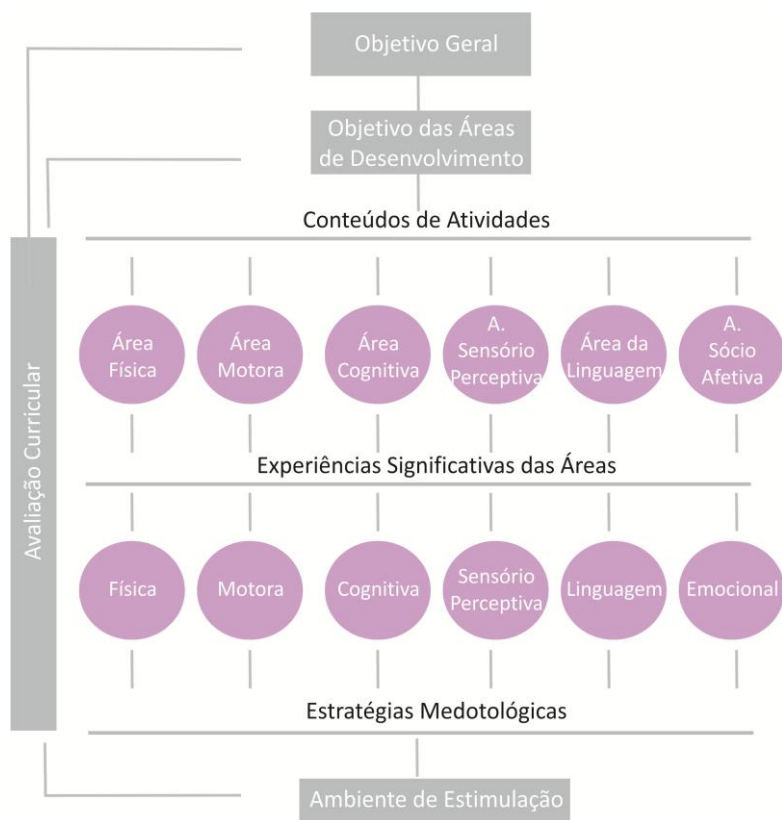 Objetivo Geral
Objetivo das Áreas
de Desenvolvimento
Conteúdos de Atividades
Área
Física
Área
Motora
Área
Cognitiva
A.
Sensório
Perceptiva
Área da
Linguagem
A.
Sócio
Afetiva
Avaliação Curricular
Experiências Significativas das Áreas
Física
Motora
Cognitiva
Sensório
Perceptiva
Linguagem
Emocional
Estratégias Medotológicas
Ambiente de Estimulação